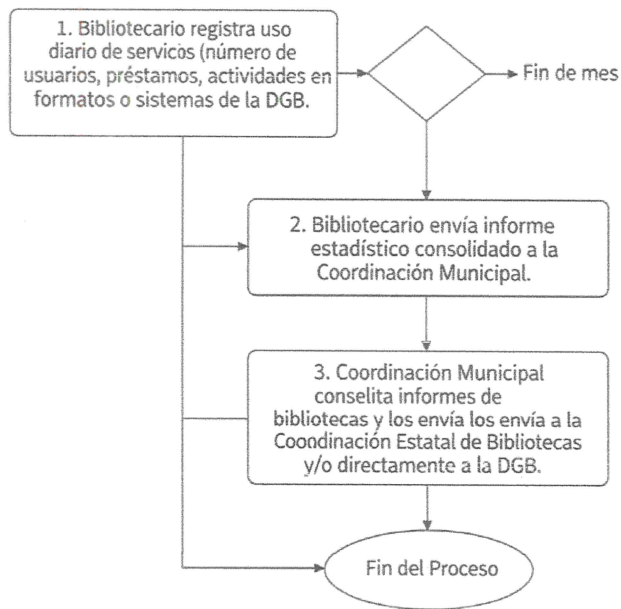 1. Bibliotecario registra uso
diario de servicos (número de
usuarios, préstamos, actividades en
formatos o sistemas de la DGB.
Fin de mes
2. Bibliotecario envía informe
estadístico consolidado a la
Coordinación Municipal.
3. Coordinación Municipal
conselita informes de
bibliotecas y los envía los envía a la
Coondinación Estatal de Bibliotecas
y/o directamente a la DGB.
Fin del Proceso